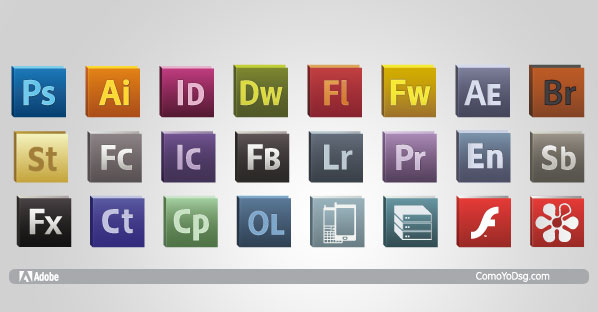 Ps Ai ID Dw Fl Fw AE Br
St Fc Ic FB Lr Pr En Sb
Fx Ct Cp OL
Adobe ComoYoDsg.com